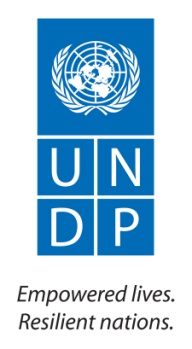 U N
D P
Empowered lives.
Resilient nations.